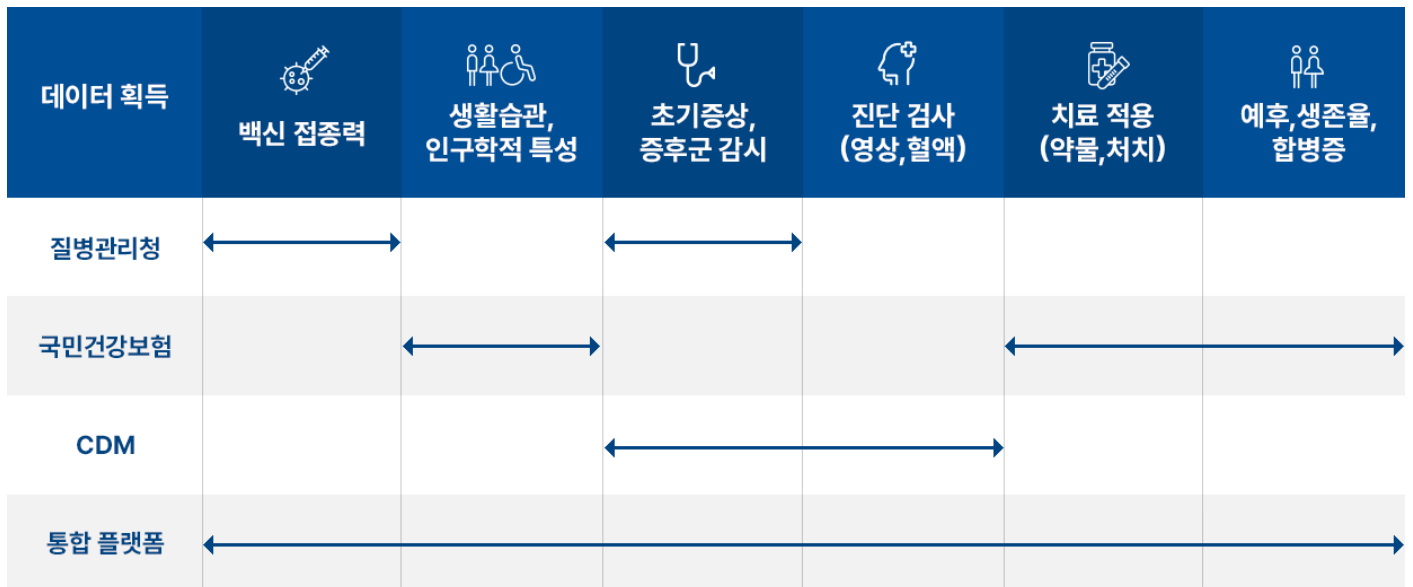 데이터 획득
백신 접종력
생활습관,
인구학적 특성
초기증상,
증후군 감시
진단 검사
(영상,혈액)
치료 적용
(약물,처치)
예후,생존율,
합병증
질병관리청
국민건강보험
CDM
통합 플랫폼